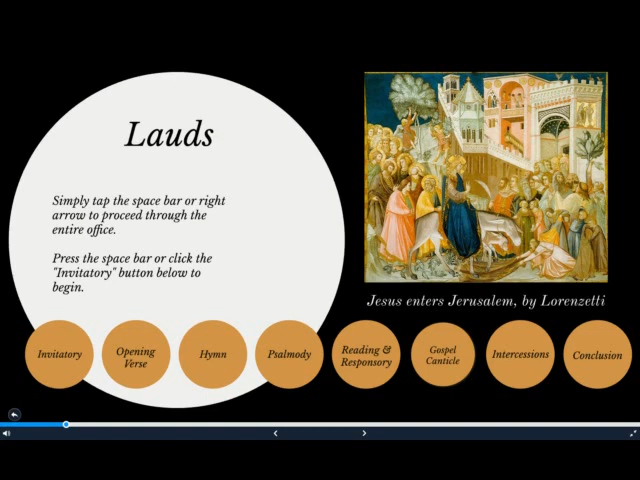 Lauds
Simply tap the space bar or right
arrow to proceed through the
entire office.
Press the space bar or click the
"Invitatory" button below to
begin.
Jesus enters Jerusalem, by Lorenzetti
Invitatory
Opening
Verse
Hymn
Psalmody
Reading &
Responsory
Gospel
Canticle
Intercessions
Conclusion